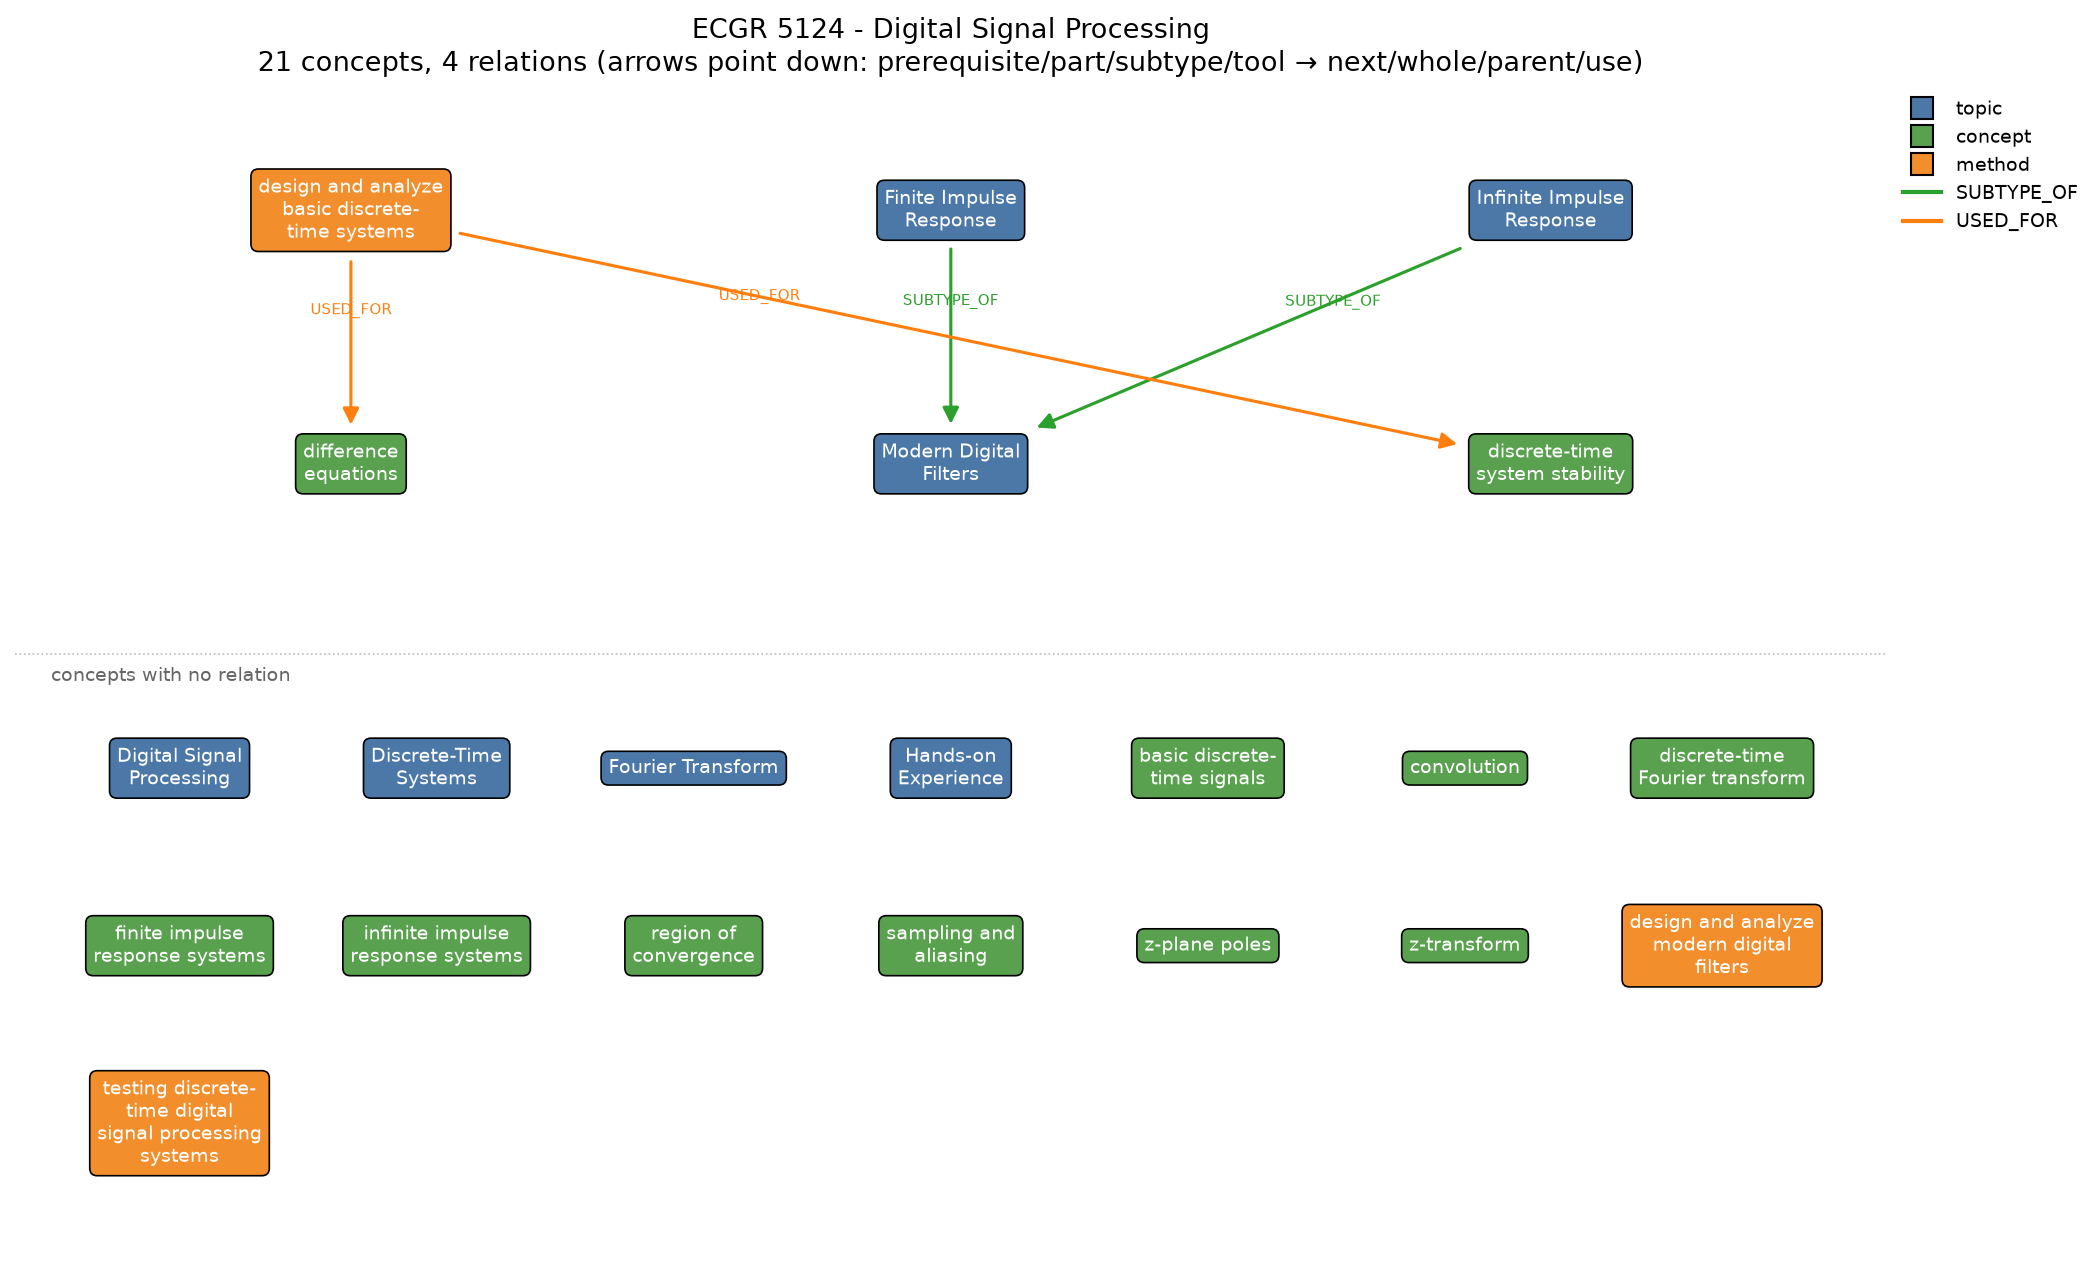 ECGR 5124 - Digital Signal Processing
21 concepts, 4 relations (arrows point down: prerequisite/part/subtype/tool → next/whole/parent/use)
topic
concept
method
SUBTYPE_OF
USED_FOR
design and analyze
basic discrete-
time systems
Finite Impulse
Response
Infinite Impulse
Response
USED_FOR
USED_FOR
SUBTYPE_OF
SUBTYPE_OF
difference
equations
Modern Digital
Filters
discrete-time
system stability
concepts with no relation
Digital Signal
Processing
Discrete-Time
Systems
Fourier Transform
Hands-on
Experience
basic discrete-
time signals
convolution
discrete-time
Fourier transform
finite impulse
response systems
infinite impulse
response systems
region of
convergence
sampling and
aliasing
z-plane poles
z-transform
design and analyze
modern digital
filters
testing discrete-
time digital
signal processing
systems